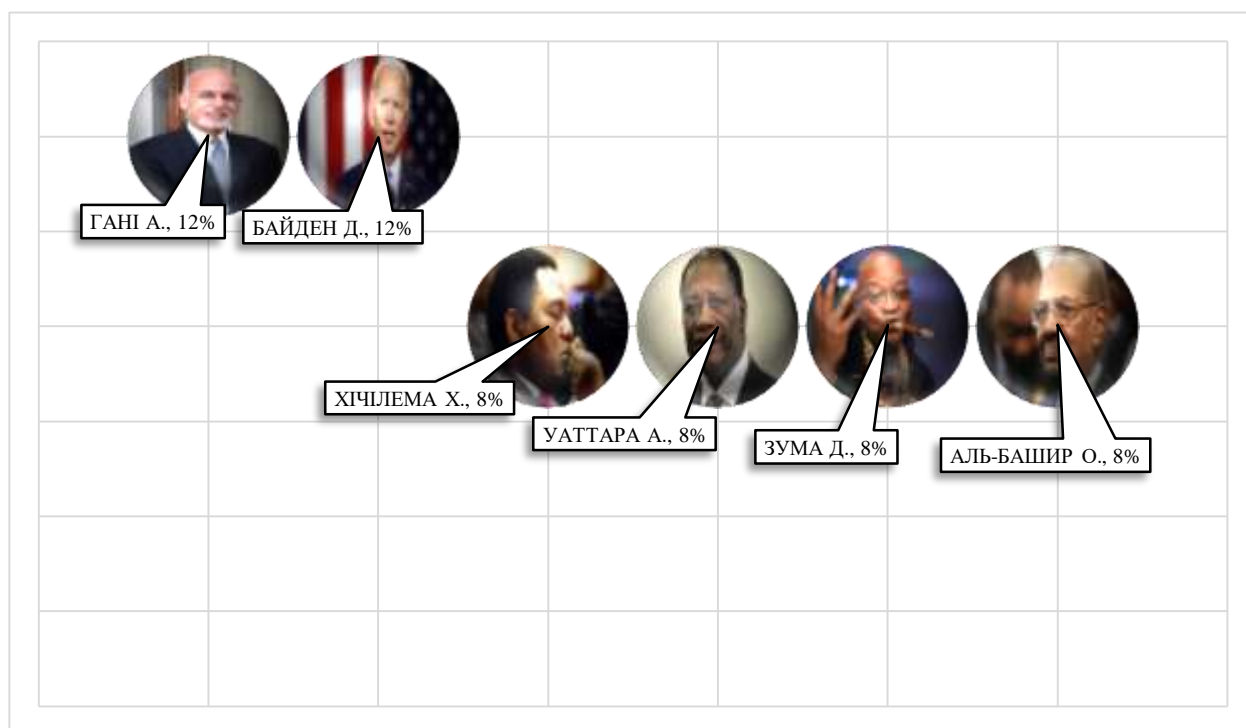 ГАНІ А., 12%
БАЙДЕН Д., 12%
ХІЧІЛЕМА Х., 8%
УАТТАРА А., 8%
ЗУМА Д., 8%
АЛЬ-БАШИР О., 8%